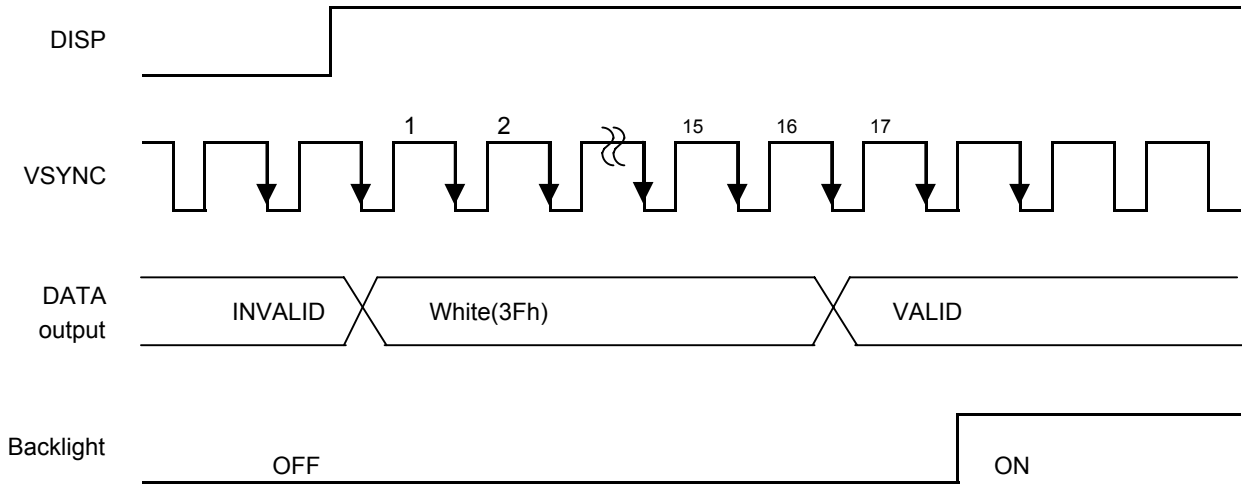 DISP
1 2 15 16 17
VSYNC
DATA
output
INVALID White(3Fh) VALID
Backlight
OFF ON